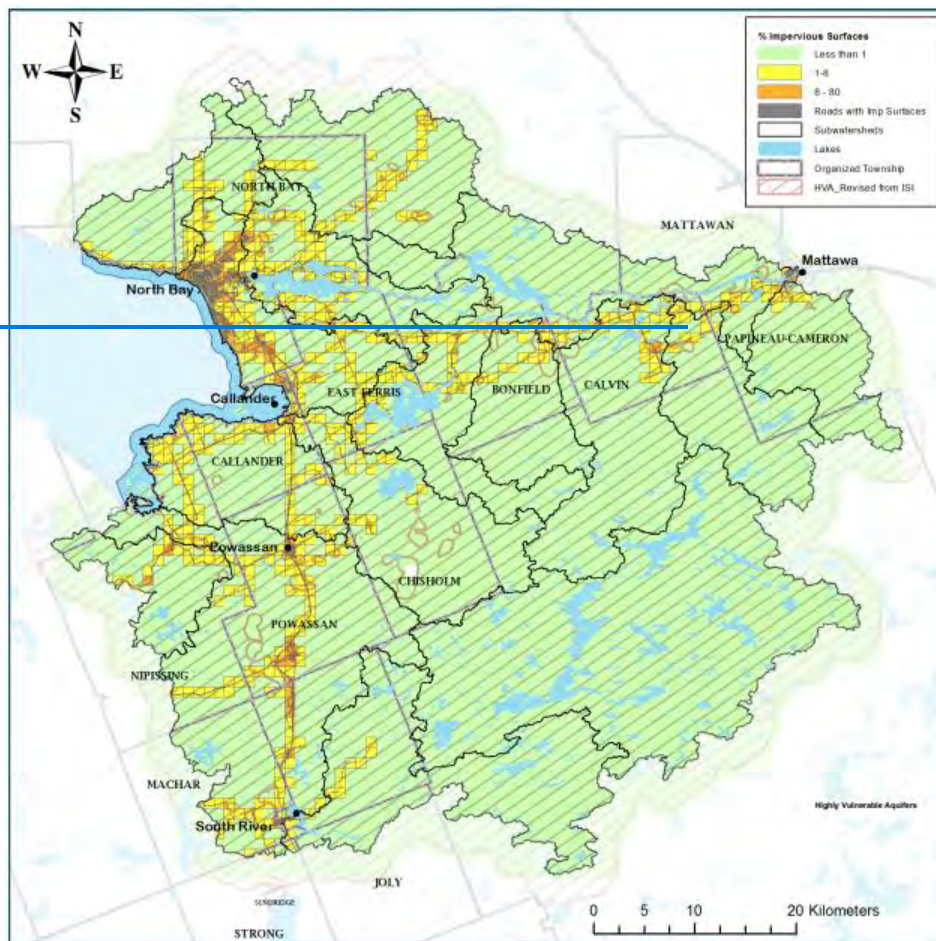 N
W E
S
% Impervious Surfaces
Less than 1
1-8
8 - 80
Roads with Imp Surfaces
Subwatersheds
Lakes
Organized Township
HVA_Revised from ISI
NORTH BAY
MATTAWAN
Mattawa
North Bay
PAPINEAU-CAMERON
EAST FERRIS
BONFIELD
CALVIN
Callander
CALLANDER
Powassan
CHISHOLM
POWASSAN
NIPISSING
MACHAR
Highly Vulnerable Aquifers
South River
JOLY
SUNDRIDGE
STRONG
0 5 10 20 Kilometers